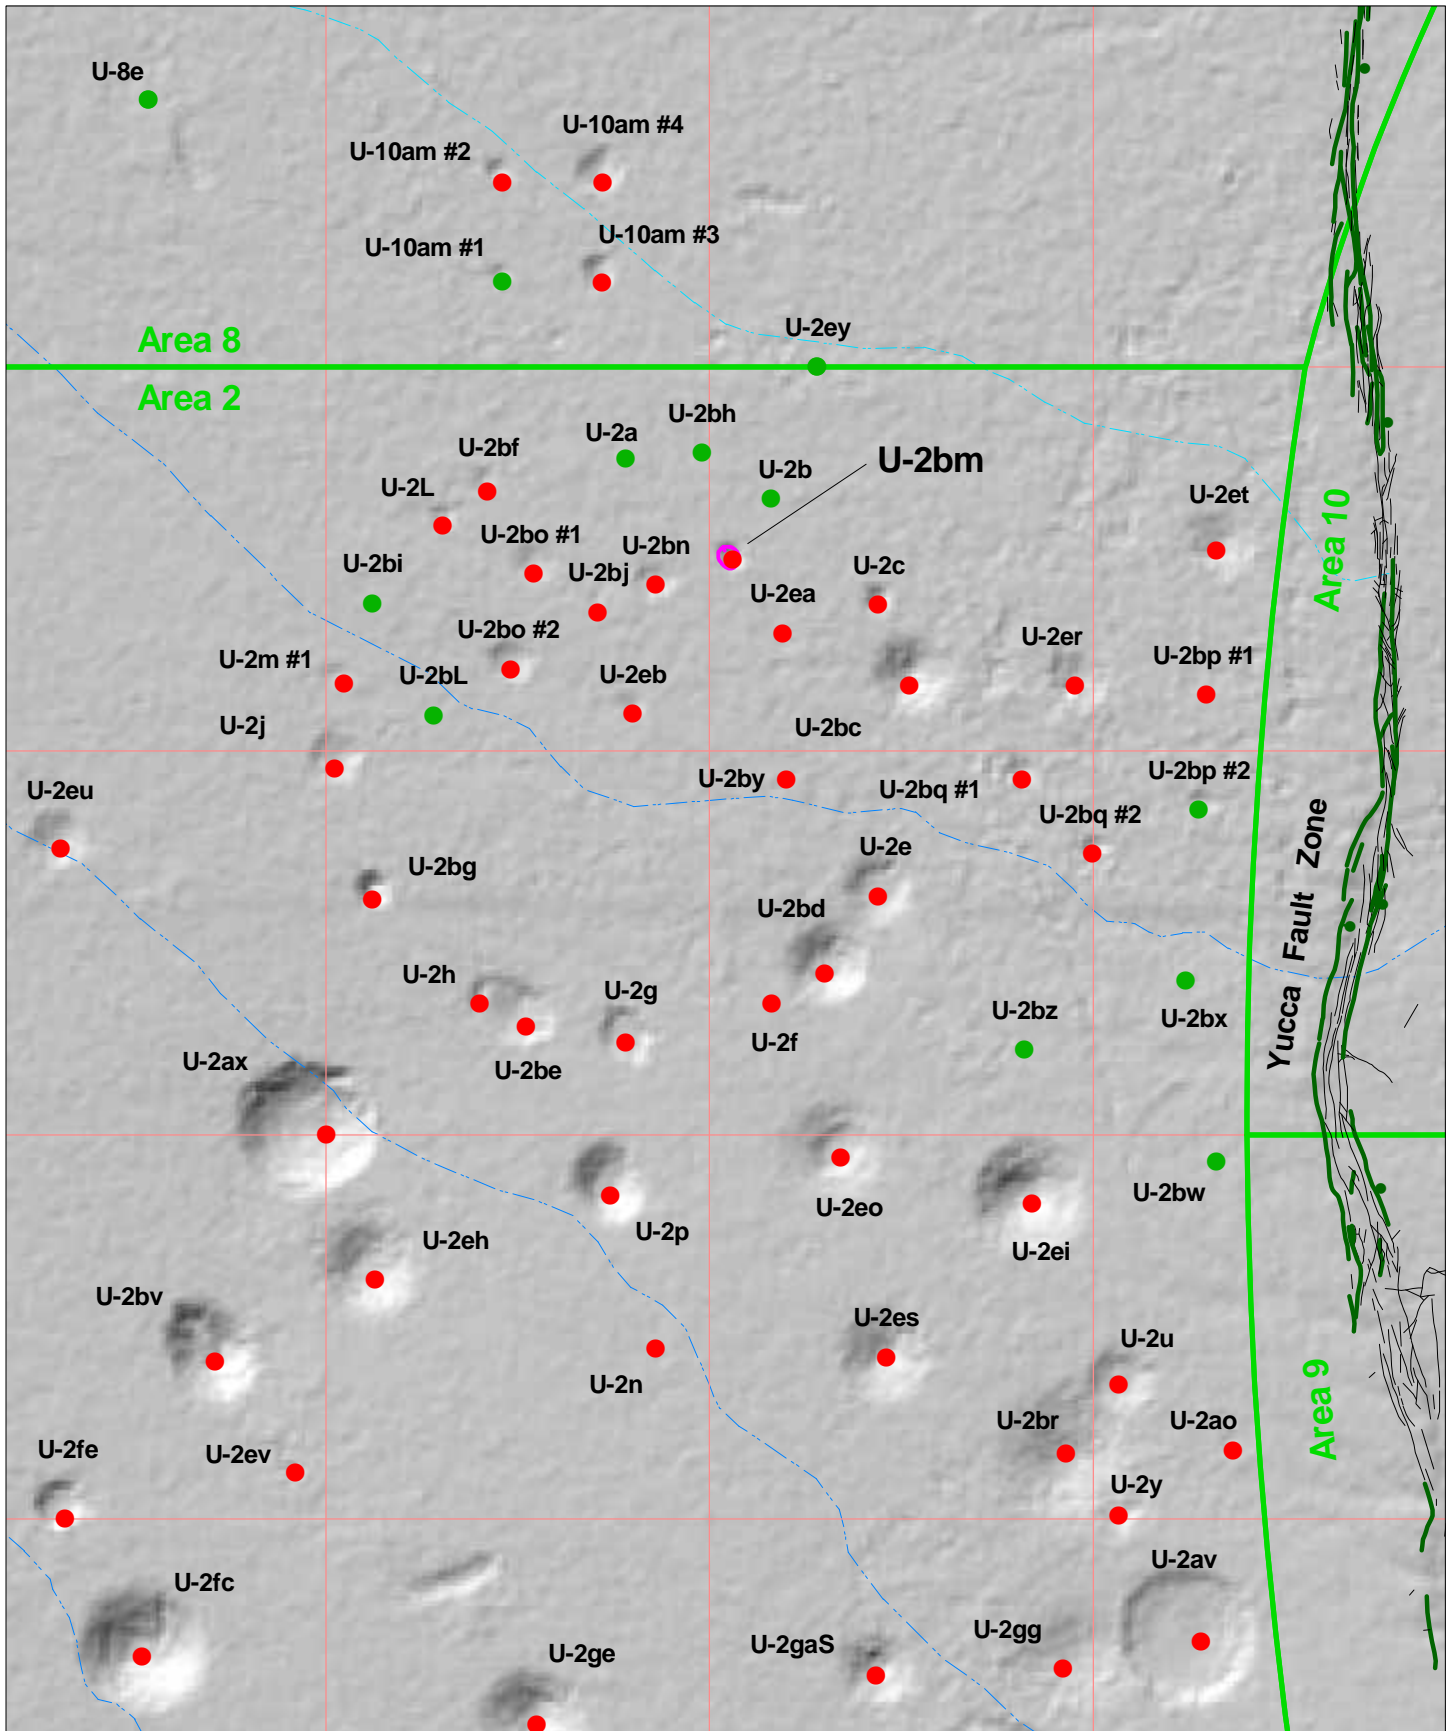 U-8e
U-10am #4
U-10am #2
U-10am #3
U-10am #1
U-2ey
Area 8
Area 2
U-2bh
U-2a
U-2bf
U-2b
U-2bm
U-2L
U-2et
U-2bo #1
U-2bn
Area 10
U-2bi
U-2bj
U-2c
U-2ea
U-2bo #2
U-2er
U-2bp #1
U-2m #1
U-2bL
U-2eb
U-2j
U-2bc
U-2by
U-2bq #1
U-2bp #2
U-2eu
U-2bq #2
U-2e
U-2bg
U-2bd
Yucca Fault Zone
U-2h
U-2g
U-2f
U-2bz
U-2bx
U-2ax
U-2be
U-2bw
U-2eo
U-2p
U-2eh
U-2ei
U-2bv
U-2es
U-2u
U-2n
Area 9
U-2br
U-2ao
U-2fe
U-2ev
U-2y
U-2av
U-2fc
U-2ge
U-2gaS
U-2gg